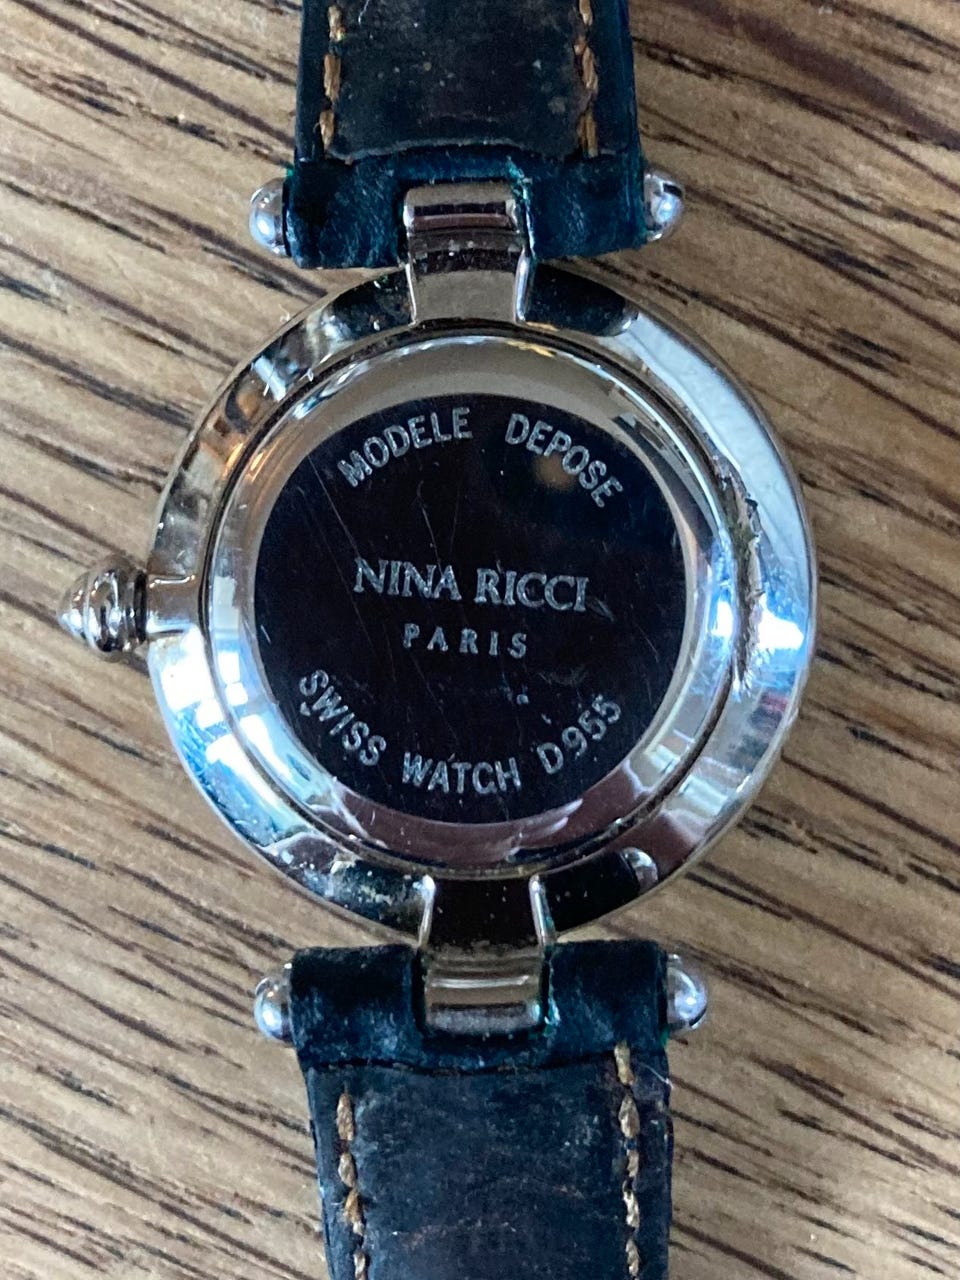 MODELE DEPOSE
NINA RICCI
PARIS
SWISS WATCH D955